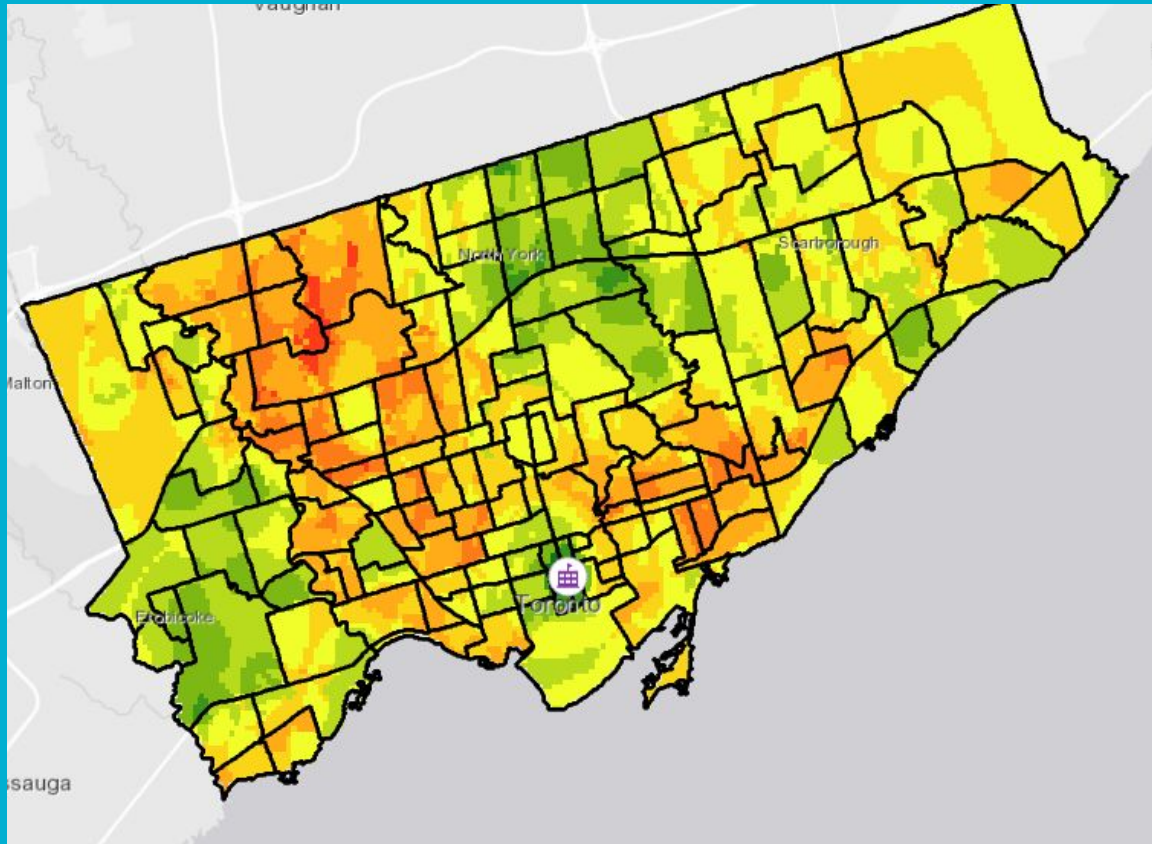 Vaughan
North York
Scarborough
Malton
Toronto
Etobicoke
ssauga